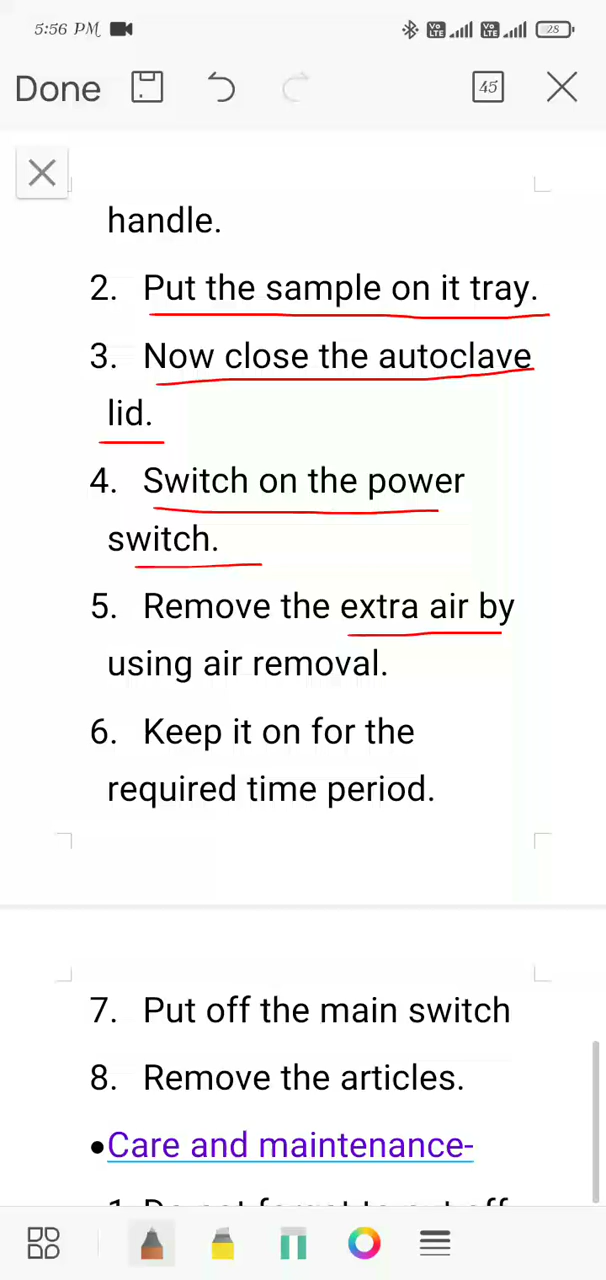 5:56 PM
28
Done
45
handle.
2. Put the sample on it tray.
3. Now close the autoclave
lid.
4. Switch on the power
switch.
5. Remove the extra air by
using air removal.
6. Keep it on for the
required time period.
7. Put off the main switch
8. Remove the articles.
•Care and maintenance-